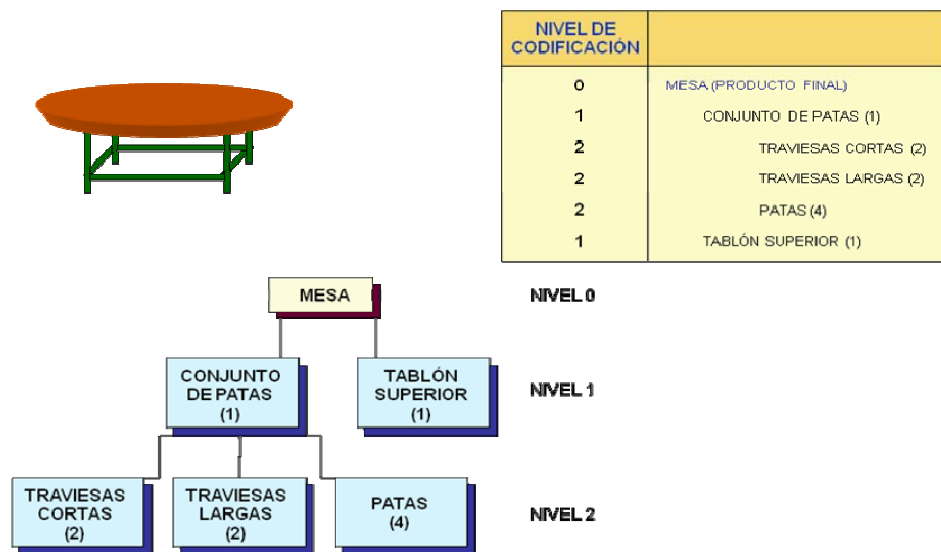 NIVEL DE
CODIFICACIÓN
0 MESA (PRODUCTO FINAL)
1 CONJUNTO DE PATAS (1)
2 TRAVIESAS CORTAS (2)
2 TRAVIESAS LARGAS (2)
2 PATAS (4)
1 TABLÓN SUPERIOR (1)
MESA
NIVEL 0
CONJUNTO
DE PATAS
(1)
TABLÓN
SUPERIOR
(1)
NIVEL 1
TRAVIESAS
CORTAS
(2)
TRAVIESAS
LARGAS
(2)
PATAS
(4)
NIVEL 2